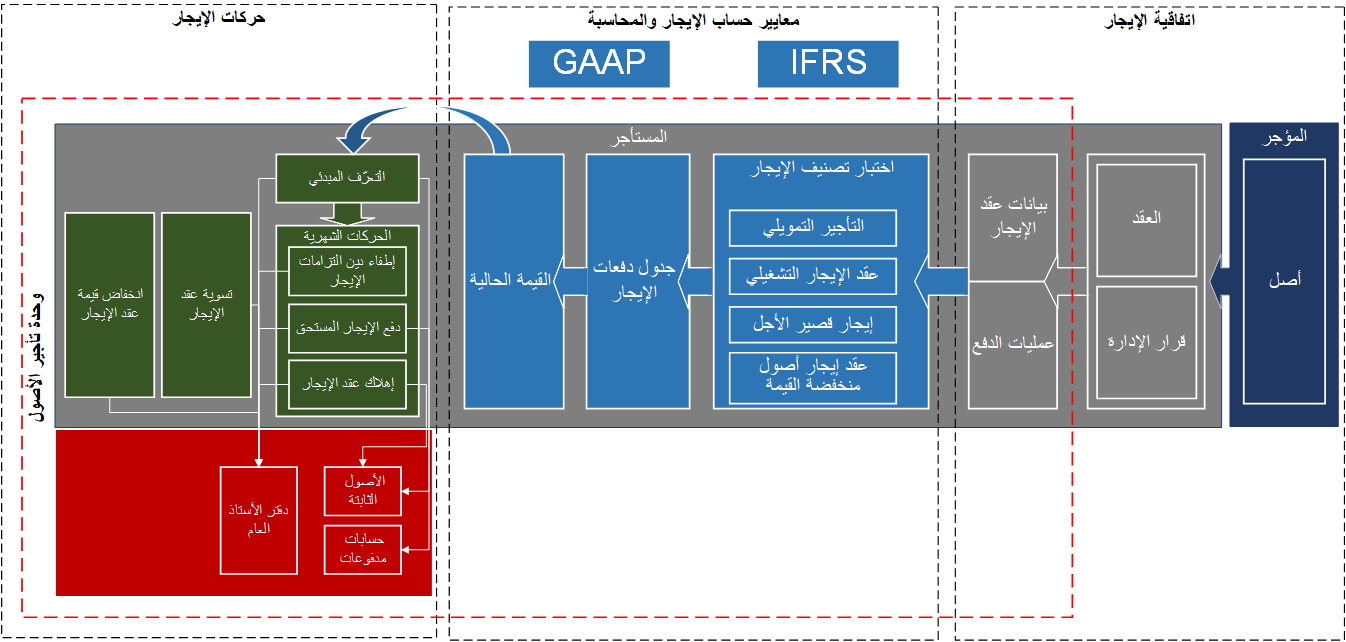 اتفاقية الإيجار
معايير حساب الإيجار والمحاسبة
حركات الإيجار
IFRS
GAAP
المؤجر
أصل
المستأجر
العقد
قرار الإدارة
بيانات عقد
الإيجار
عمليات الدفع
اختبار تصنيف الإيجار
التأجير التمويلي
عقد الإيجار التشغيلي
إيجار قصير الأجل
عقد إيجار أصول
منخفضة القيمة
جدول دفعات
الإيجار
القيمة الحالية
التعرّف المبدئي
الحركات الشهرية
إطفاء بين التزامات
الإيجار
دفع الإيجار المستحق
إهلاك عقد الإيجار
تسوية عقد
الإيجار
انخفاض قيمة
عقد الإيجار
وحدة تأجير الأصول
الأصول
الثابتة
حسابات
مدفوعات
دفتر الأستاذ
العام